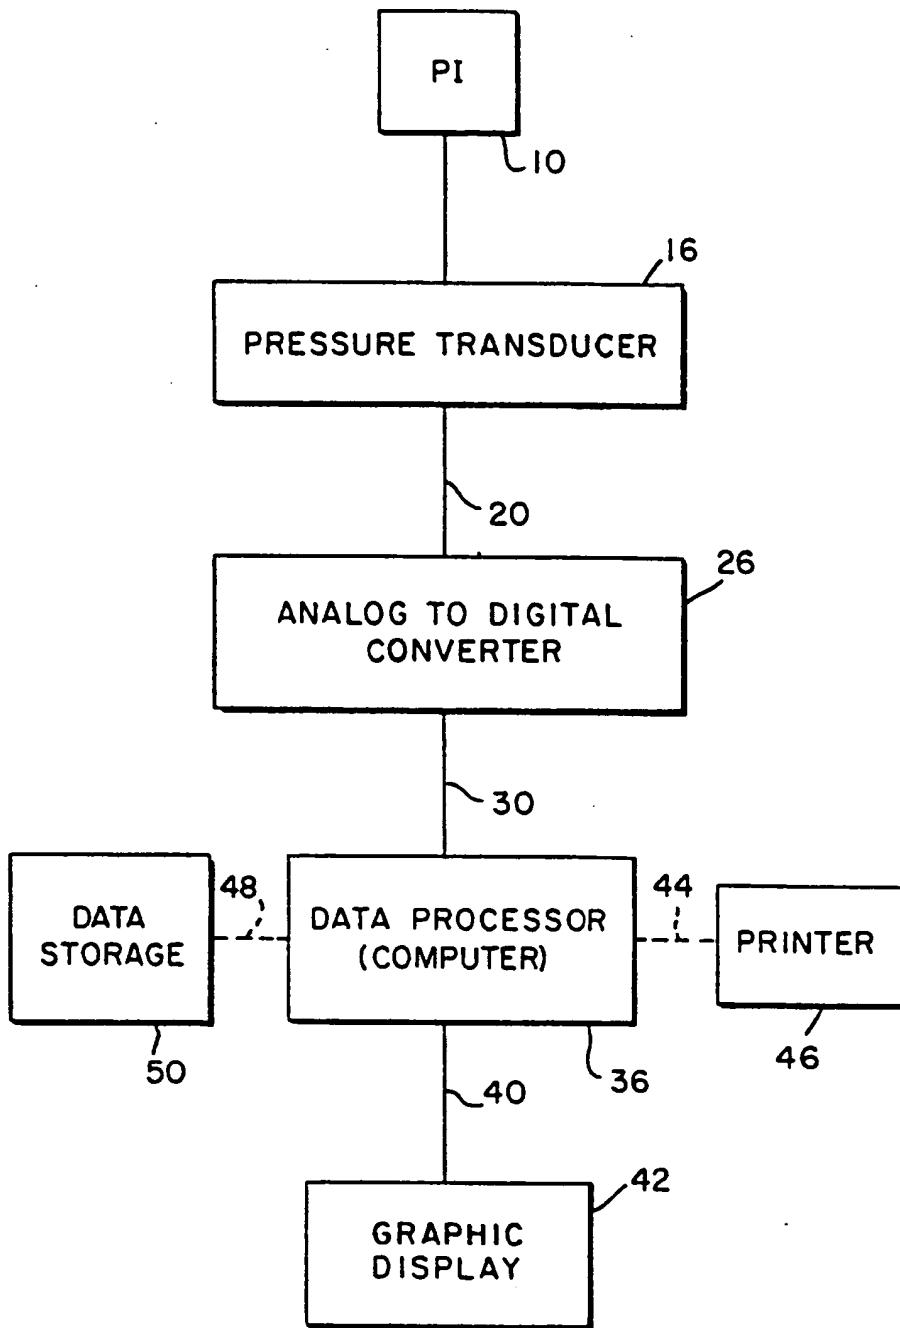 PI
10
16
PRESSURE TRANSDUCER
20
26
ANALOG TO DIGITAL
CONVERTER
30
48
44
DATA
STORAGE
DATA PROCESSOR
(COMPUTER)
PRINTER
50
36
46
40
42
GRAPHIC
DISPLAY